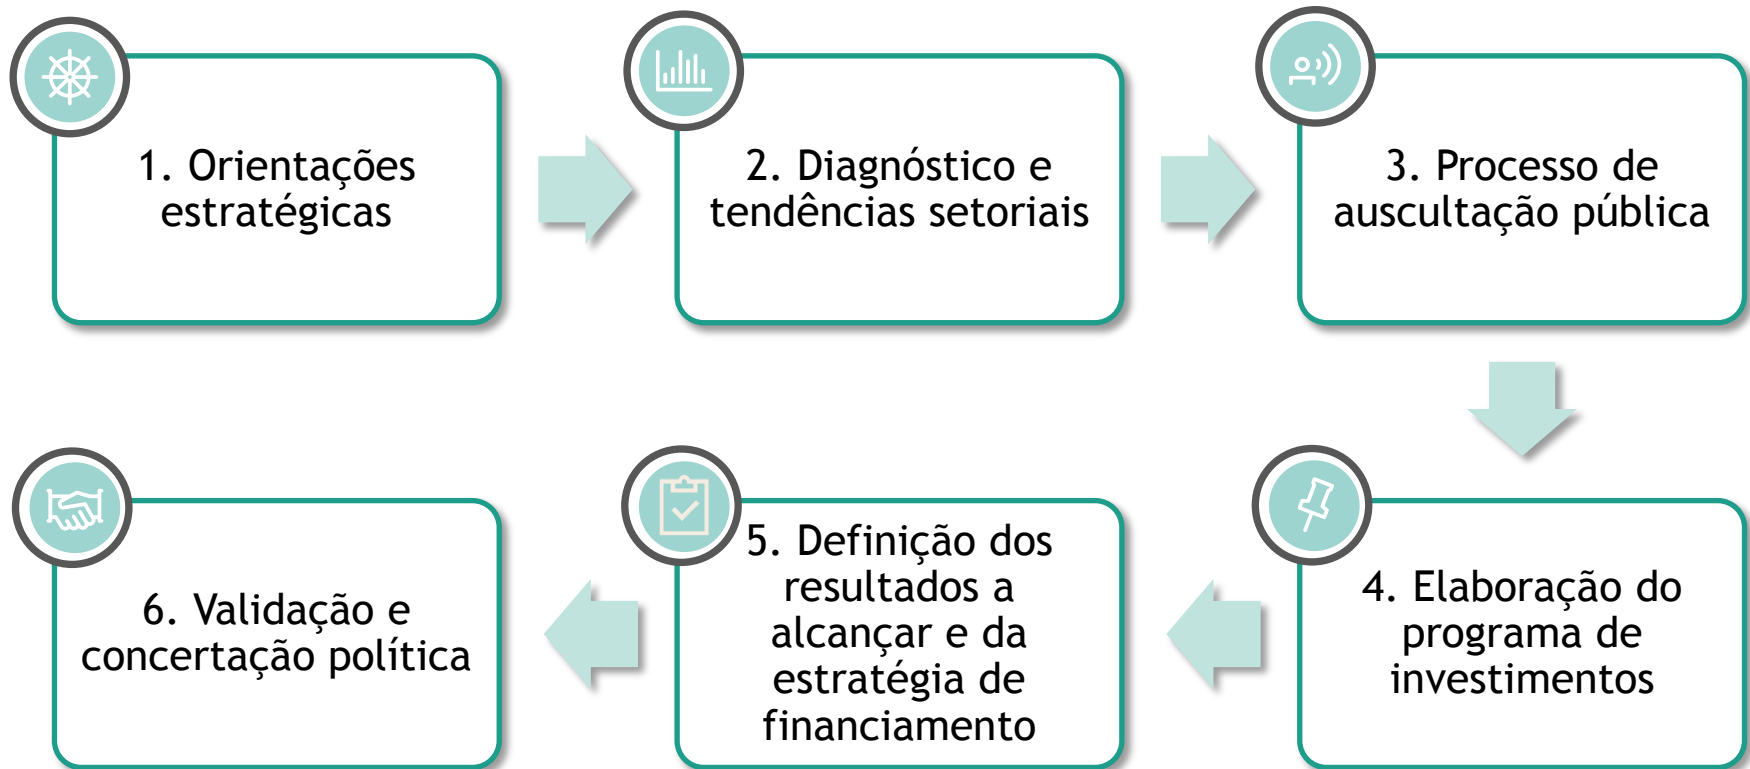 1. Orientações
estratégicas
2. Diagnóstico e
tendências setoriais
3. Processo de
auscultação pública
4. Elaboração do
programa de
investimentos
5. Definição dos
resultados a
alcançar e da
estratégia de
financiamento
6. Validação e
concertação política